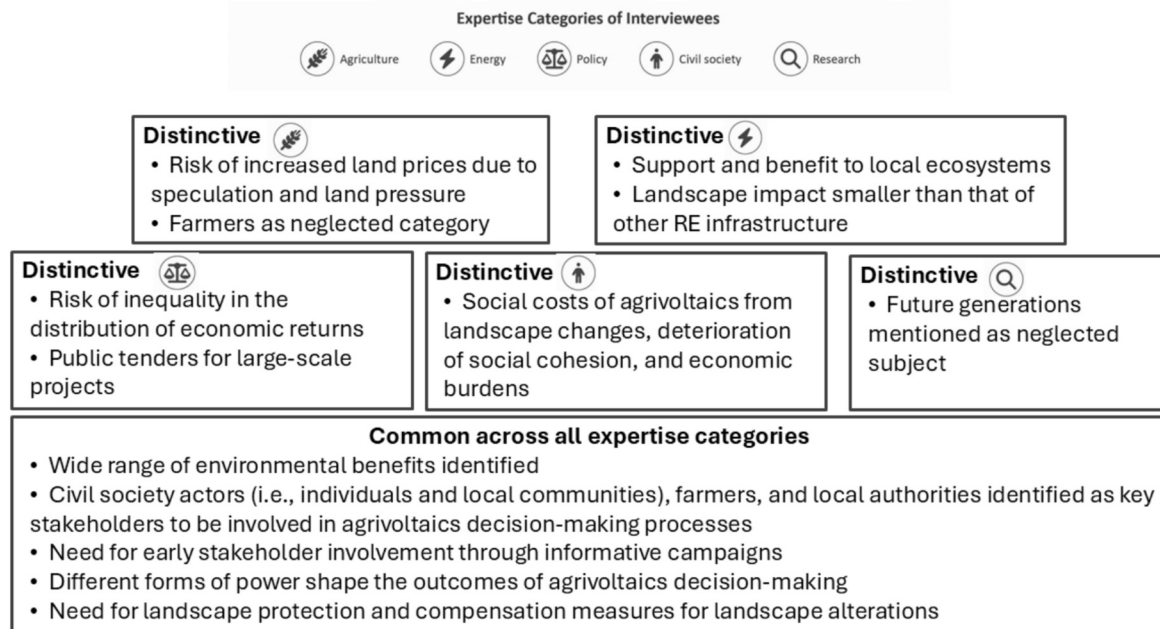 Expertise Categories of Interviewees
Agriculture Energy Policy Civil society Research
Distinctive
• Risk of increased land prices due to
speculation and land pressure
• Farmers as neglected category
Distinctive
• Support and benefit to local ecosystems
• Landscape impact smaller than that of
other RE infrastructure
Distinctive
• Risk of inequality in the
distribution of economic returns
• Public tenders for large-scale
projects
Distinctive
• Social costs of agrivoltaics from
landscape changes, deterioration
of social cohesion, and economic
burdens
Distinctive
• Future generations
mentioned as neglected
subject
Common across all expertise categories
• Wide range of environmental benefits identified
• Civil society actors (i.e., individuals and local communities), farmers, and local authorities identified as key
stakeholders to be involved in agrivoltaics decision-making processes
• Need for early stakeholder involvement through informative campaigns
• Different forms of power shape the outcomes of agrivoltaics decision-making
• Need for landscape protection and compensation measures for landscape alterations